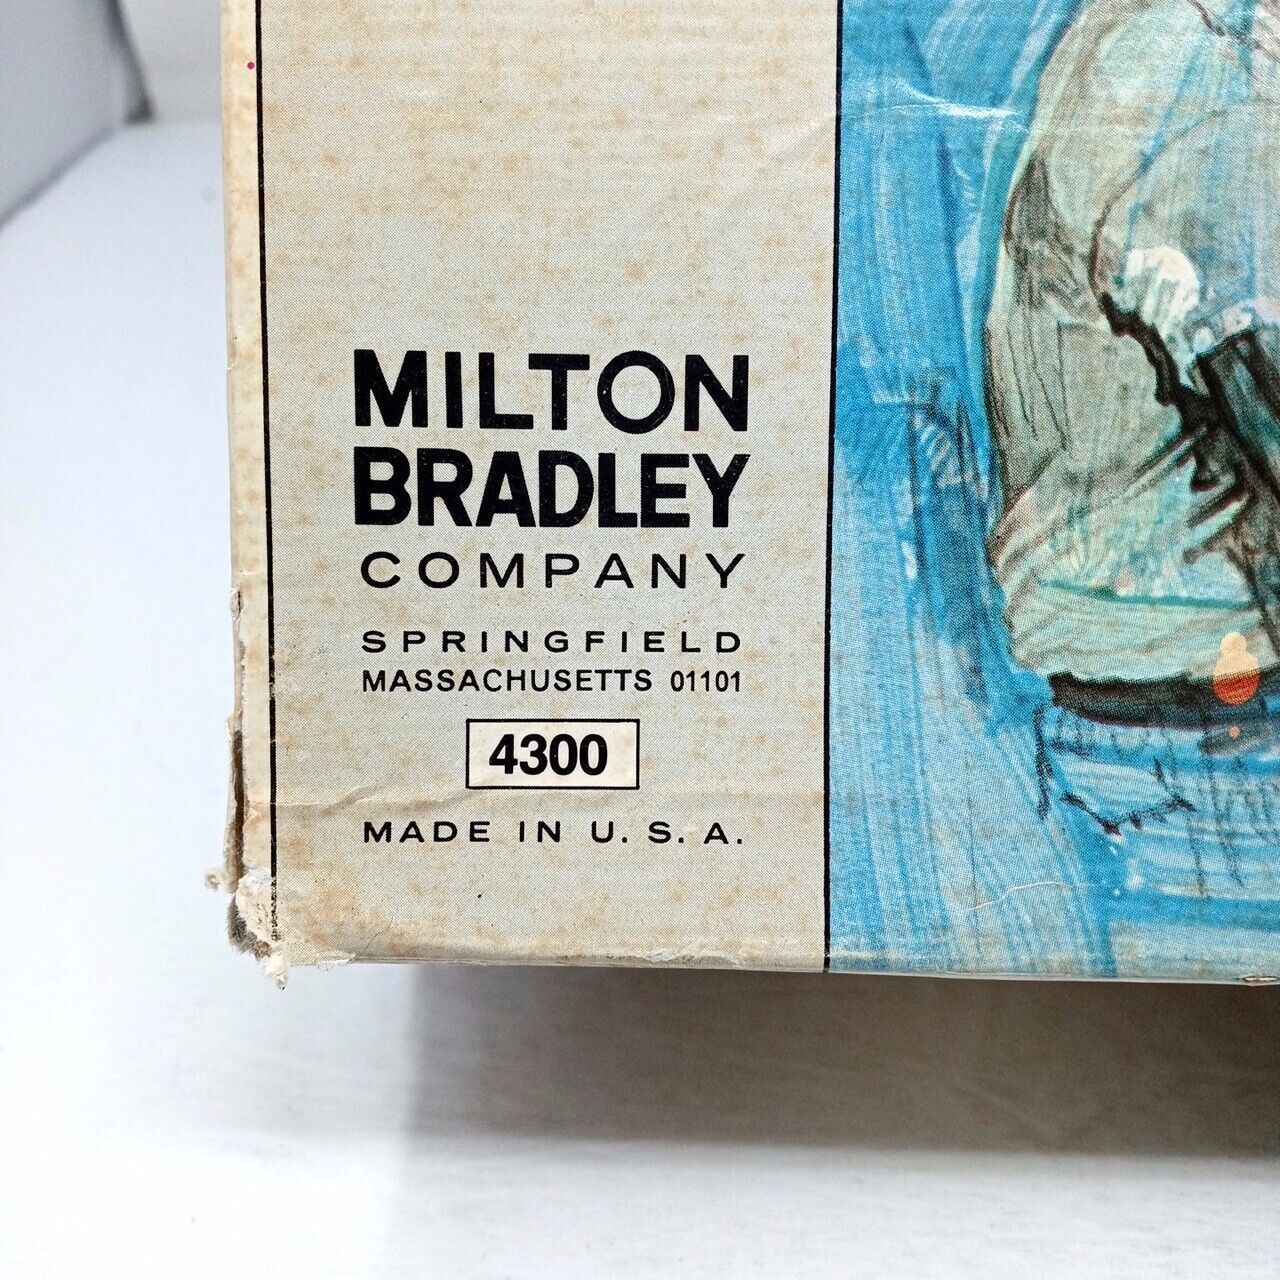 MILTON
BRADLEY
COMPANY
SPRINGFIELD
MASSACHUSETTS 01101
4300
MADE IN U.S.A.